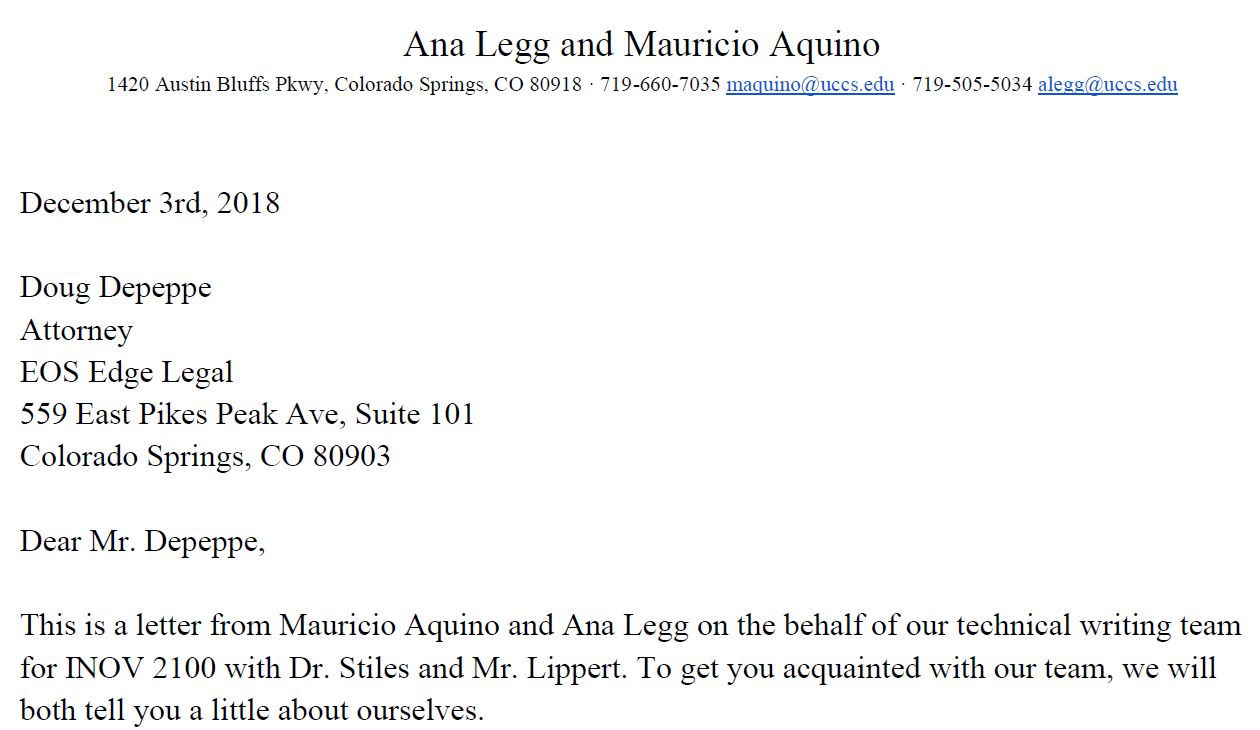 Ana Legg and Mauricio Aquino
1420 Austin Bluffs Pkwy, Colorado Springs, CO 80918 · 719-660-7035 maquino@uccs.edu · 719-505-5034 alegg@uccs.edu
December 3rd, 2018
Doug Depeppe
Attorney
EOS Edge Legal
559 East Pikes Peak Ave, Suite 101
Colorado Springs, CO 80903
Dear Mr. Depeppe,
This is a letter from Mauricio Aquino and Ana Legg on the behalf of our technical writing team
for INOV 2100 with Dr. Stiles and Mr. Lippert. To get you acquainted with our team, we will
both tell you a little about ourselves.